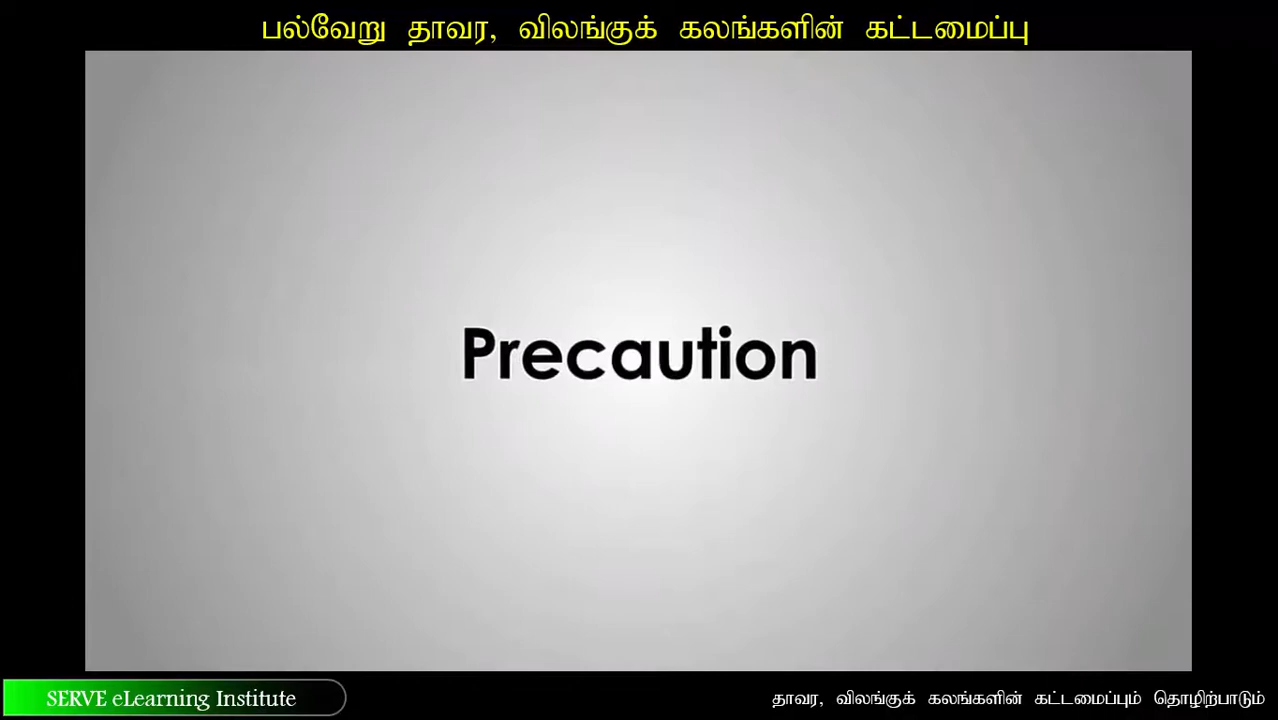 பல்வேறு தாவர, விலங்குக் கலங்களின் கட்டமைப்பு
Precaution
SERVE eLearning Institute
தாவர, விலங்குக் கலங்களின் கட்டமைப்பும் தொழிற்பாடும்